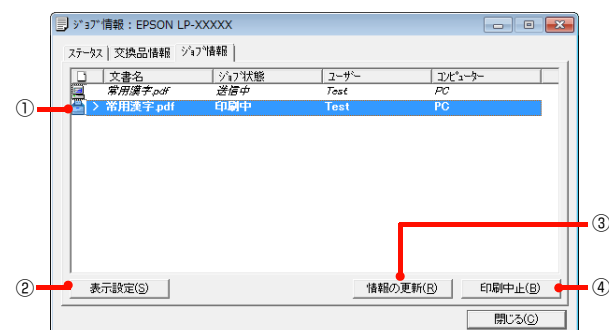 ｼﾞｮﾌﾞ情報 : EPSON LP-XXXXX
ステータス 交換品情報 ｼﾞｮﾌﾞ情報
文書名 ｼﾞｮﾌﾞ状態 ﾕｰｻﾞｰ ｺﾝﾋﾟｭｰﾀｰ
常用漢字.pdf 送信中 Test PC
① > 常用漢字.pdf 印刷中 Test PC
③
② 表示設定(S) 情報の更新(R) 印刷中止(B) ④
閉じる(C)